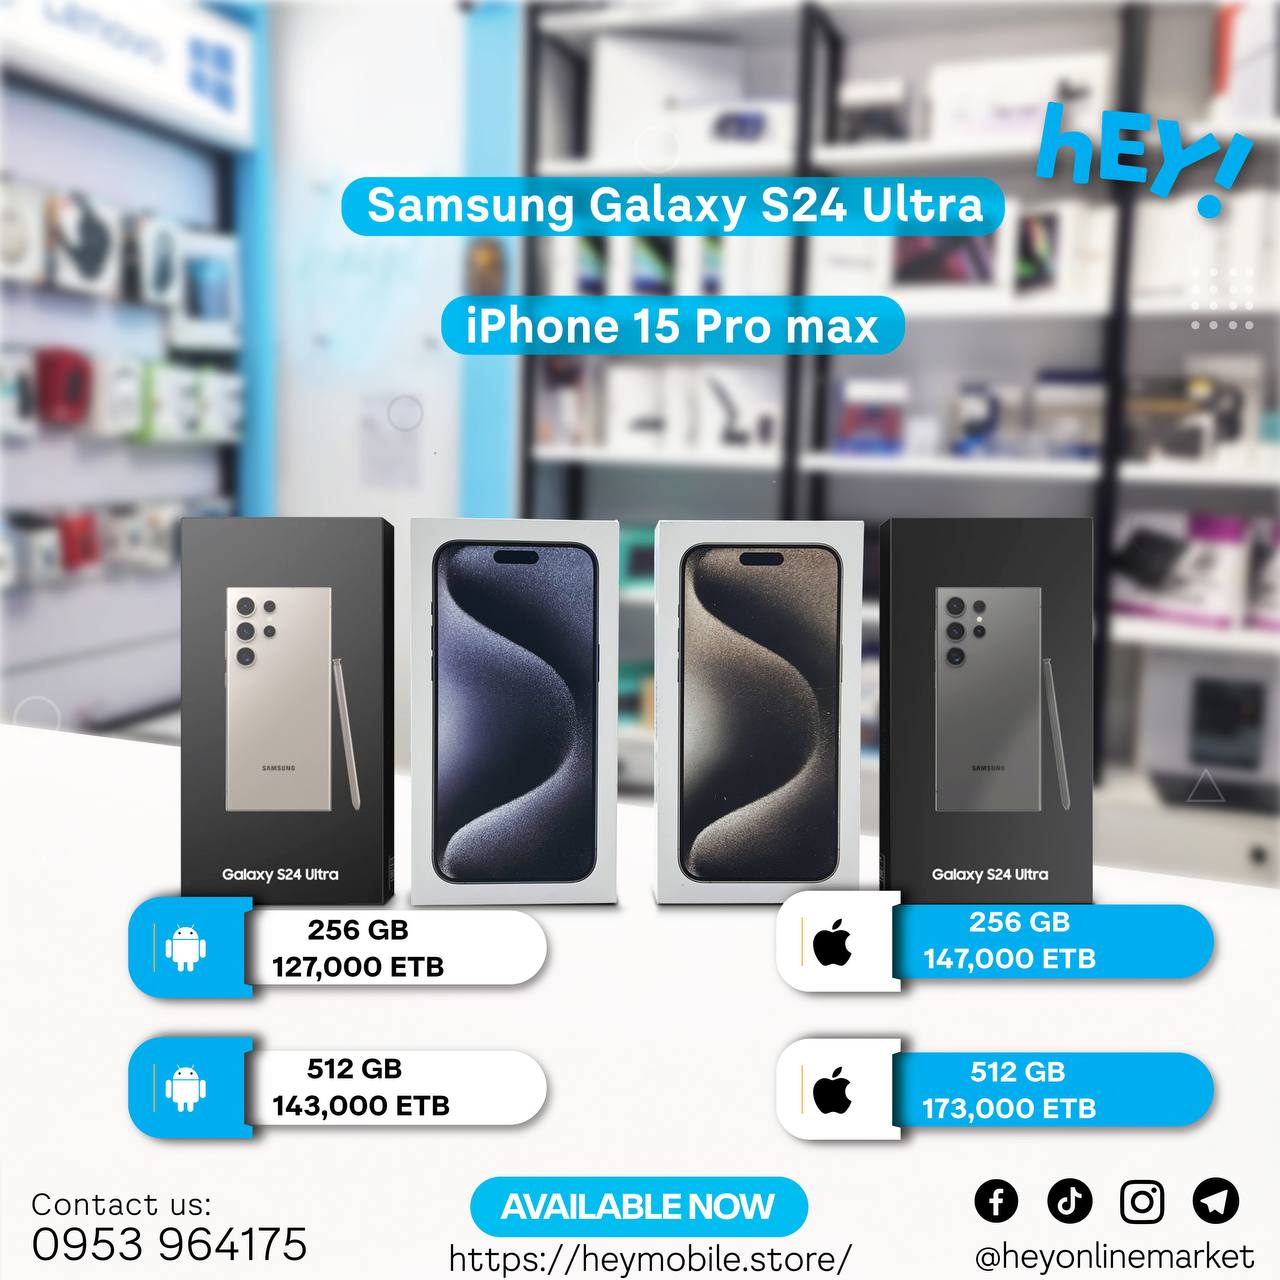 Lenovo
hEY!
Samsung Galaxy S24 Ultra
iPhone 15 Pro max
SAMSUNG
Galaxy S24 Ultra
SAMSUNG
Galaxy S24 Ultra
256 GB
127,000 ETB
256 GB
147,000 ETB
512 GB
143,000 ETB
512 GB
173,000 ETB
Contact us:
0953 964175
AVAILABLE NOW
https://heymobile.store/
@heyonlinemarket